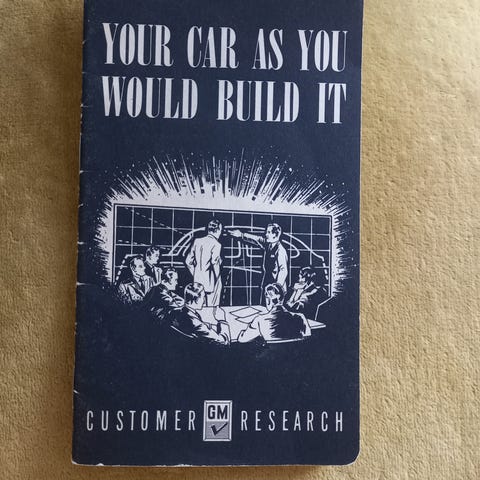 YOUR CAR AS YOU
WOULD BUILD IT
CUSTOMER GM RESEARCH